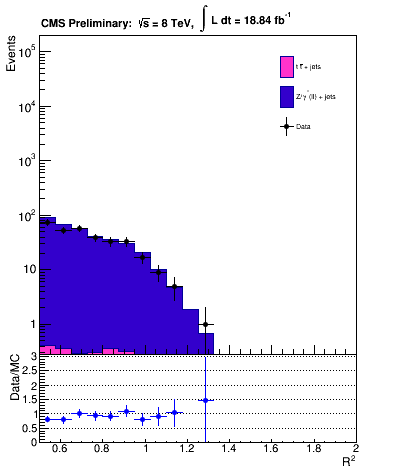 CMS Preliminary: √s = 8 TeV, ∫ L dt = 18.84 fb⁻¹
Events
10⁵
10⁴
10³
10²
10
1
t t̄ + jets
Z/γ*(ll) + jets
Data
Data/MC
3
2.5
2
1.5
1
0.5
0
0.6 0.8 1 1.2 1.4 1.6 1.8 2
R²